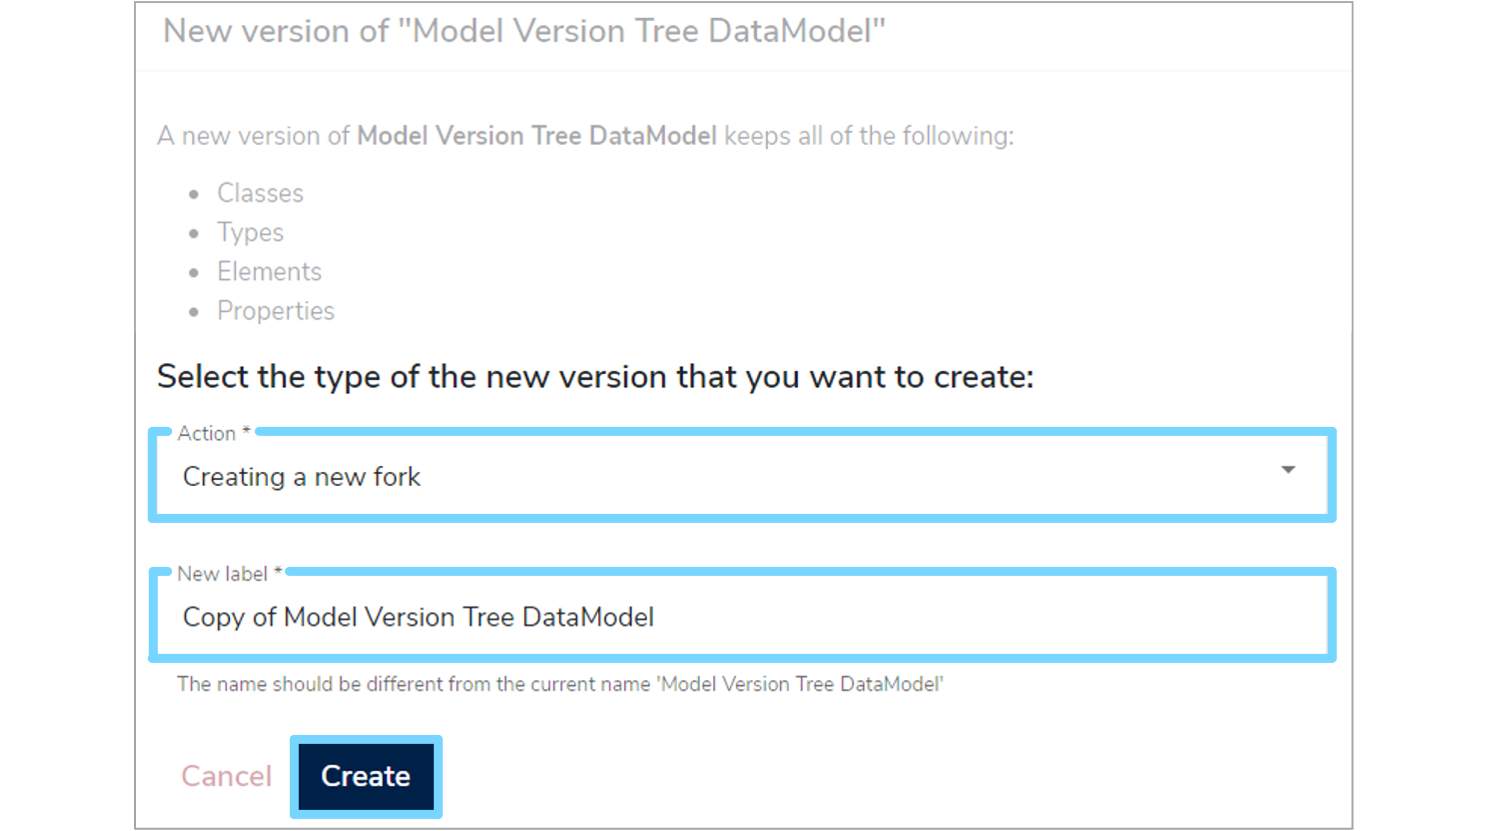 New version of "Model Version Tree DataModel"
A new version of Model Version Tree DataModel keeps all of the following:
• Classes
• Types
• Elements
• Properties
Select the type of the new version that you want to create:
Action *
Creating a new fork
New label *
Copy of Model Version Tree DataModel
The name should be different from the current name 'Model Version Tree DataModel'
Cancel Create